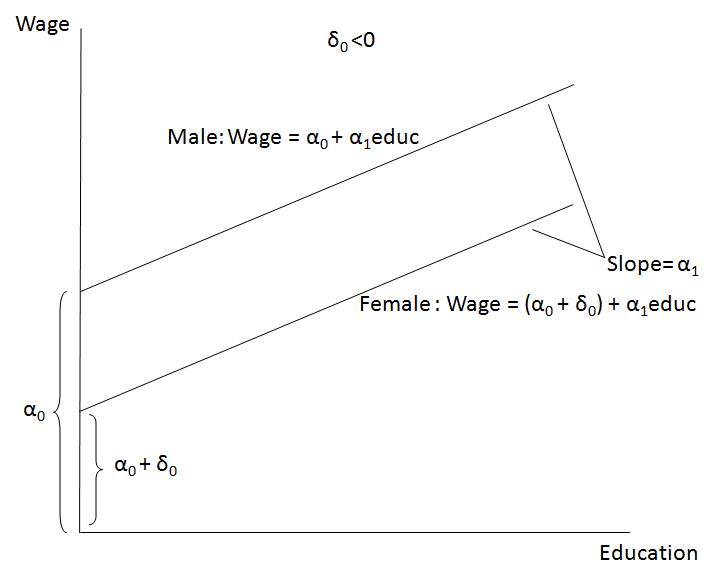 Wage
δ₀<0
Male: Wage = α₀ + α₁educ
Slope= α₁
Female : Wage = (α₀ + δ₀) + α₁educ
α₀
α₀ + δ₀
Education